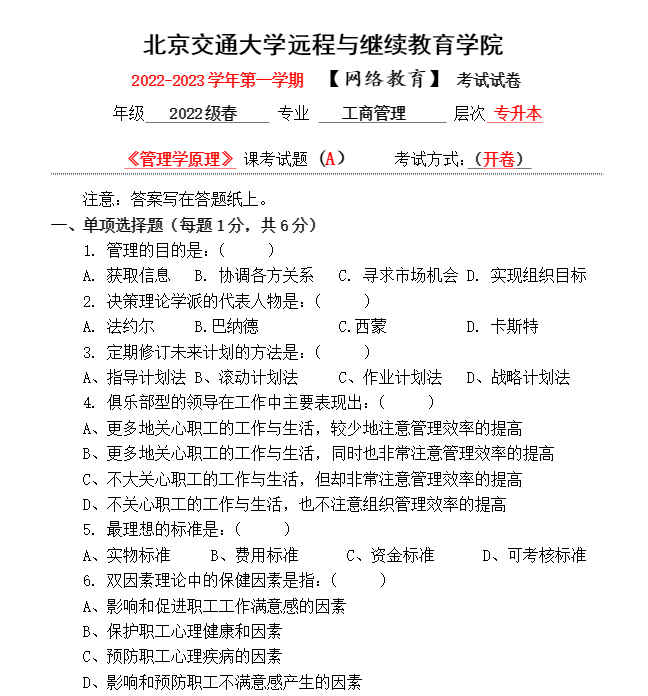 北京交通大学远程与继续教育学院
2022-2023学年第一学期 【网络教育】 考试试卷
年级 2022级春 专业 工商管理 层次 专升本
《管理学原理》 课考试题（A） 考试方式：（开卷）
注意：答案写在答题纸上。
一、单项选择题（每题1分，共6分）
1. 管理的目的是：（ ）
A. 获取信息 B. 协调各方关系 C. 寻求市场机会 D. 实现组织目标
2. 决策理论学派的代表人物是：（ ）
A. 法约尔 B.巴纳德 C.西蒙 D. 卡斯特
3. 定期修订未来计划的方法是：（ ）
A、指导计划法 B、滚动计划法 C、作业计划法 D、战略计划法
4. 俱乐部型的领导在工作中主要表现出：（ ）
A、更多地关心职工的工作与生活，较少地注意管理效率的提高
B、更多地关心职工的工作与生活，同时也非常注意管理效率的提高
C、不大关心职工的工作与生活，但却非常注意管理效率的提高
D、不关心职工的工作与生活，也不注意组织管理效率的提高
5. 最理想的标准是：（ ）
A、实物标准 B、费用标准 C、资金标准 D、可考核标准
6. 双因素理论中的保健因素是指：（ ）
A、影响和促进职工工作满意感的因素
B、保护职工心理健康和因素
C、预防职工心理疾病的因素
D、影响和预防职工不满意感产生的因素